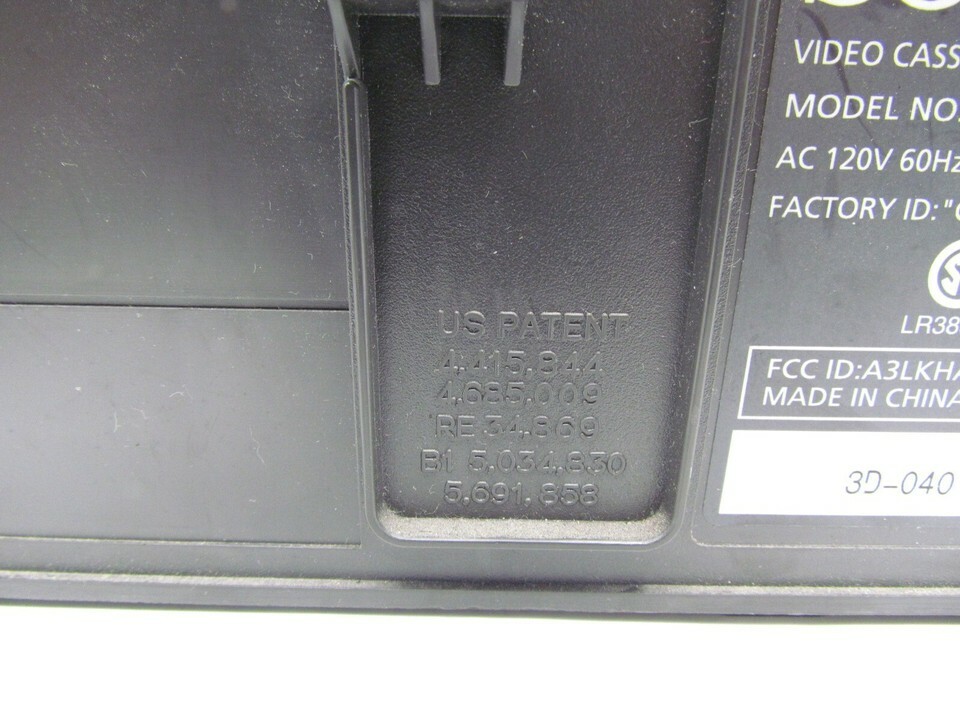 US PATENT
4,415,844
4,685,009
RE 34,869
B1 5,034,830
5,691,858
VIDEO CASS
MODEL NO.
AC 120V 60Hz
FACTORY ID:"
LR38
FCC ID:A3LKHA
MADE IN CHINA
3D-040